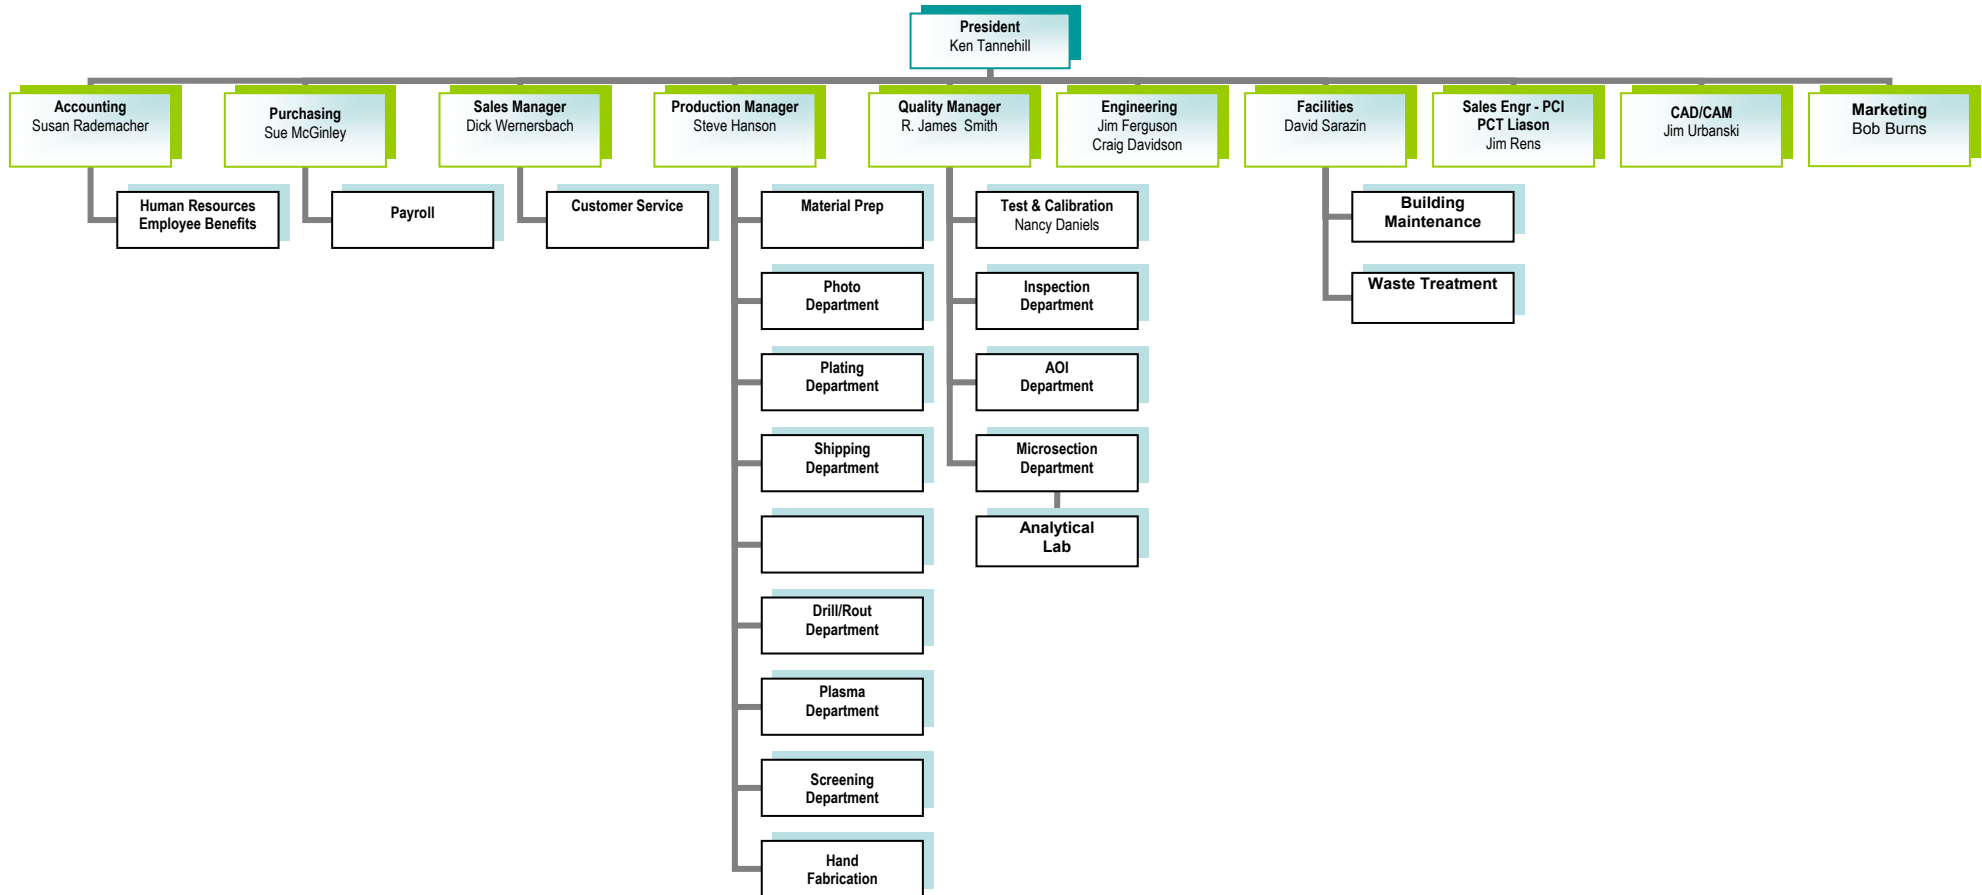 President
Ken Tannehill
Accounting
Susan Rademacher
Purchasing
Sue McGinley
Sales Manager
Dick Wernersbach
Production Manager
Steve Hanson
Quality Manager
R. James Smith
Engineering
Jim Ferguson
Craig Davidson
Facilities
David Sarazin
Sales Engr - PCI
PCT Liason
Jim Rens
CAD/CAM
Jim Urbanski
Marketing
Bob Burns
Human Resources
Employee Benefits
Payroll
Customer Service
Material Prep
Photo
Department
Plating
Department
Shipping
Department
Drill/Rout
Department
Plasma
Department
Screening
Department
Hand
Fabrication
Test & Calibration
Nancy Daniels
Inspection
Department
AOI
Department
Microsection
Department
Analytical
Lab
Building
Maintenance
Waste Treatment